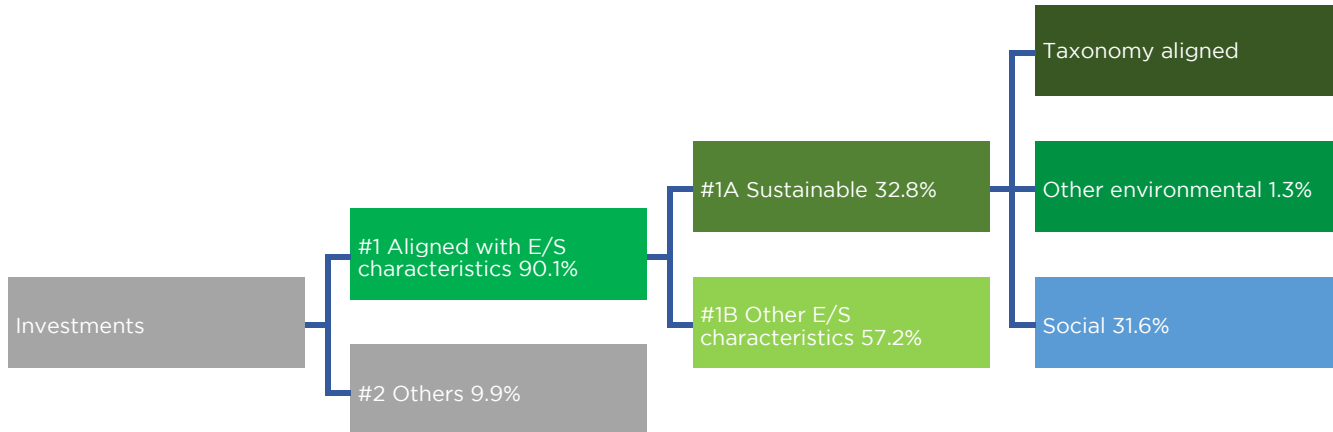 Investments
#1 Aligned with E/S
characteristics 90.1%
#2 Others 9.9%
#1A Sustainable 32.8%
#1B Other E/S
characteristics 57.2%
Taxonomy aligned
Other environmental 1.3%
Social 31.6%